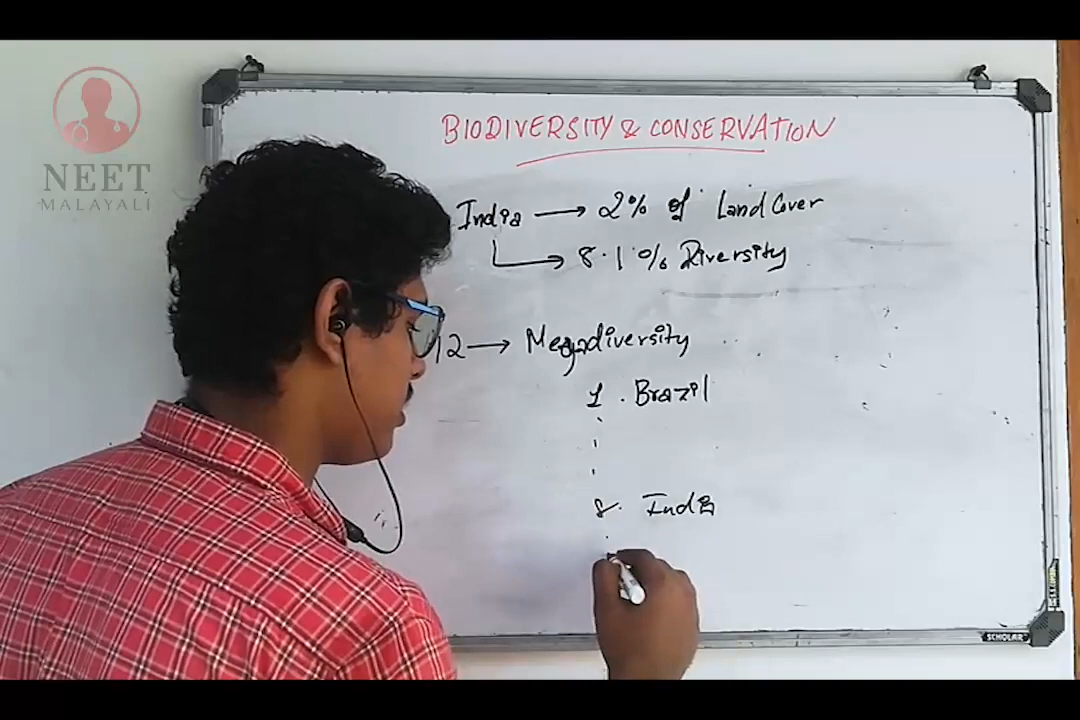 NEET
MALAYALI
BIODIVERSITY & CONSERVATION
India → 2% of Land Cover
→ 8.1% Diversity
12 → Megadiversity
1. Brazil
8. India
SCHOLAR